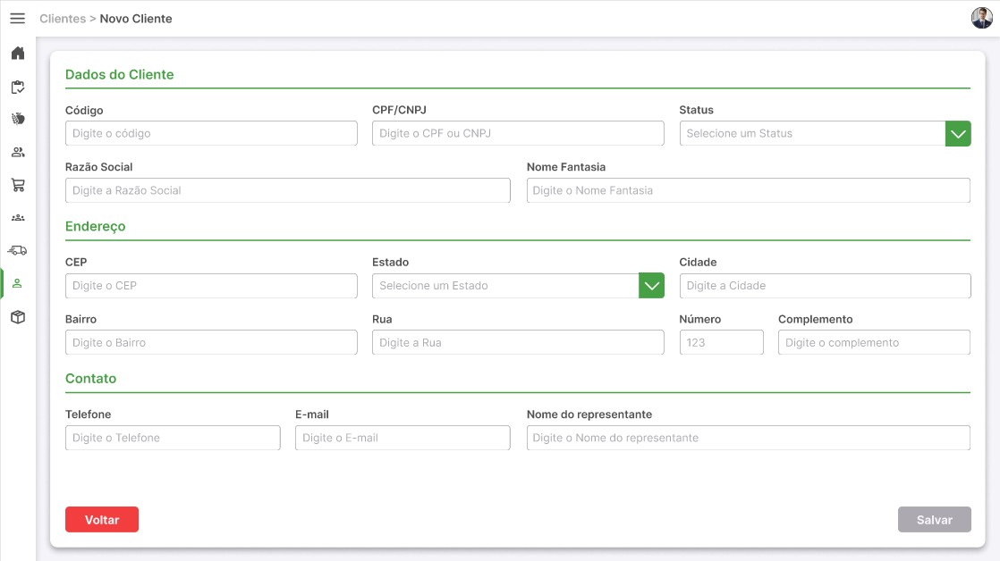 Clientes > Novo Cliente
Dados do Cliente
Código CPF/CNPJ Status
Digite o código Digite o CPF ou CNPJ Selecione um Status
Razão Social Nome Fantasia
Digite a Razão Social Digite o Nome Fantasia
Endereço
CEP Estado Cidade
Digite o CEP Selecione um Estado Digite a Cidade
Bairro Rua Número Complemento
Digite o Bairro Digite a Rua 123 Digite o complemento
Contato
Telefone E-mail Nome do representante
Digite o Telefone Digite o E-mail Digite o Nome do representante
Voltar Salvar